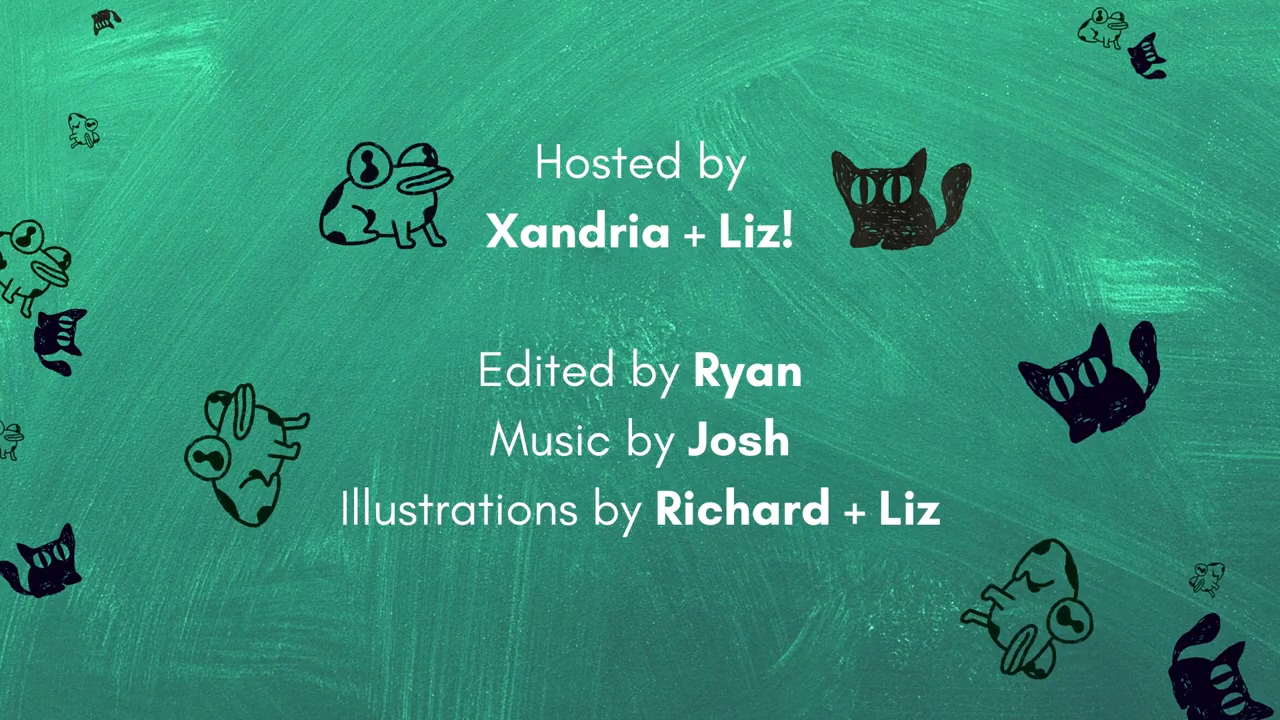 Hosted by
Xandria + Liz!
Edited by Ryan
Music by Josh
Illustrations by Richard + Liz